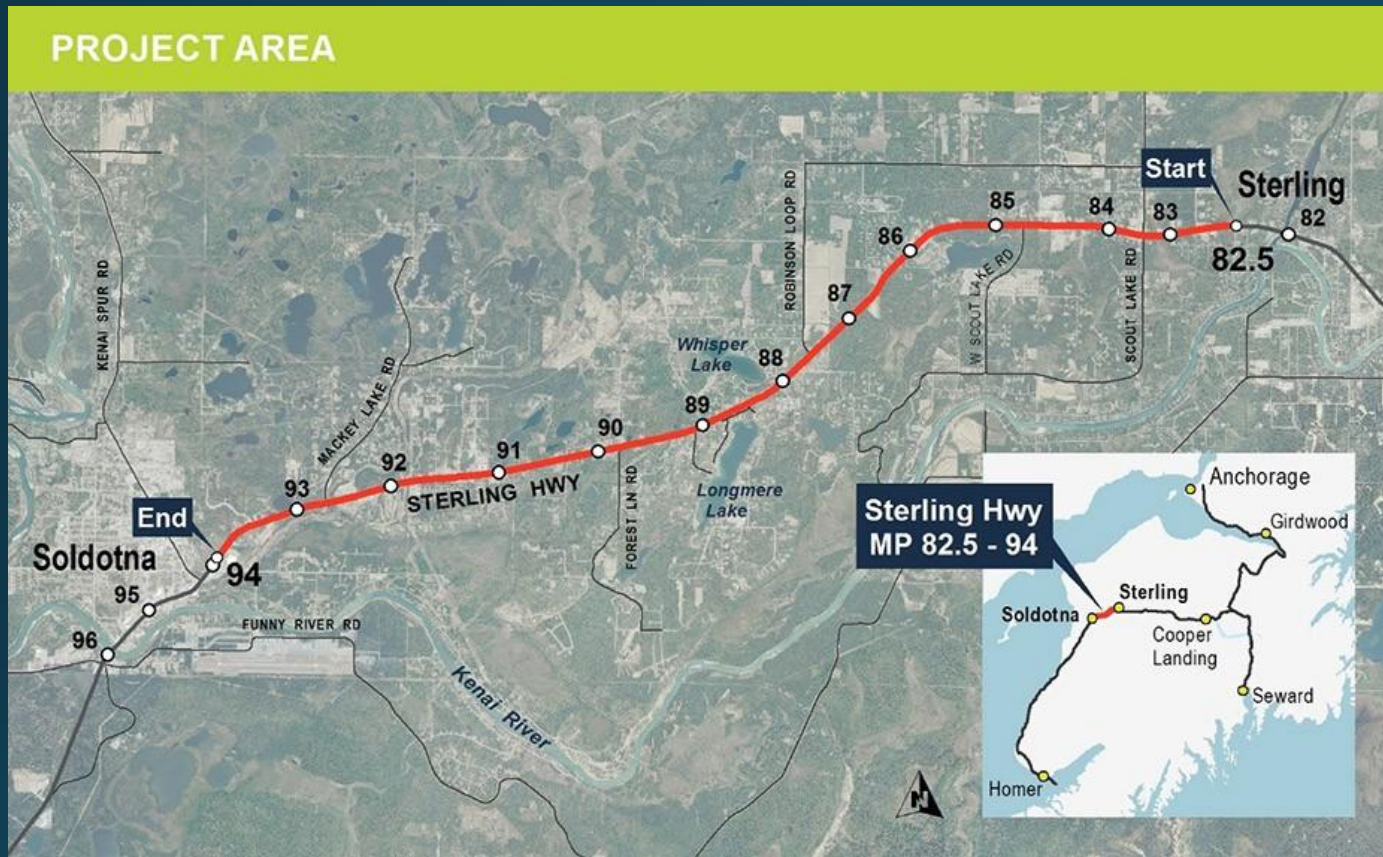 PROJECT AREA
Start
Sterling
82
82.5
83
84
85
86
87
88
89
90
91
92
93
94
95
96
End
Soldotna
KENAI SPUR RD
MACKEY LAKE RD
STERLING HWY
ROBINSON LOOP RD
W SCOUT LAKE RD
SCOUT LAKE RD
Whisper
Lake
Longmere
Lake
FOREST LN RD
FUNNY RIVER RD
Kenai River
N
Sterling Hwy
MP 82.5 - 94
Anchorage
Girdwood
Sterling
Soldotna
Cooper
Landing
Seward
Homer